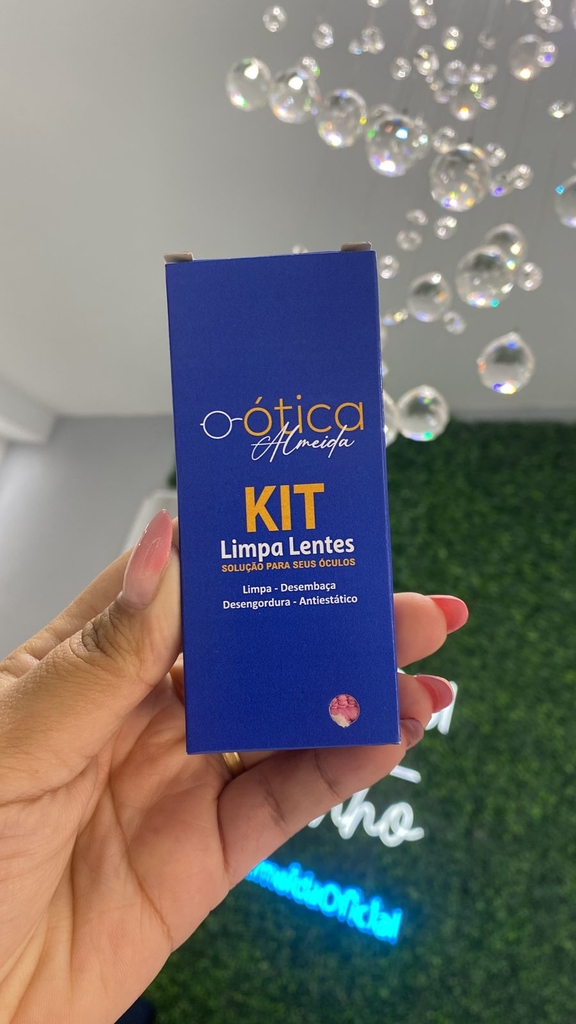 ótica
Almeida
KIT
Limpa Lentes
SOLUÇÃO PARA SEUS ÓCULOS
Limpa - Desembaça
Desengordura - Antiestático